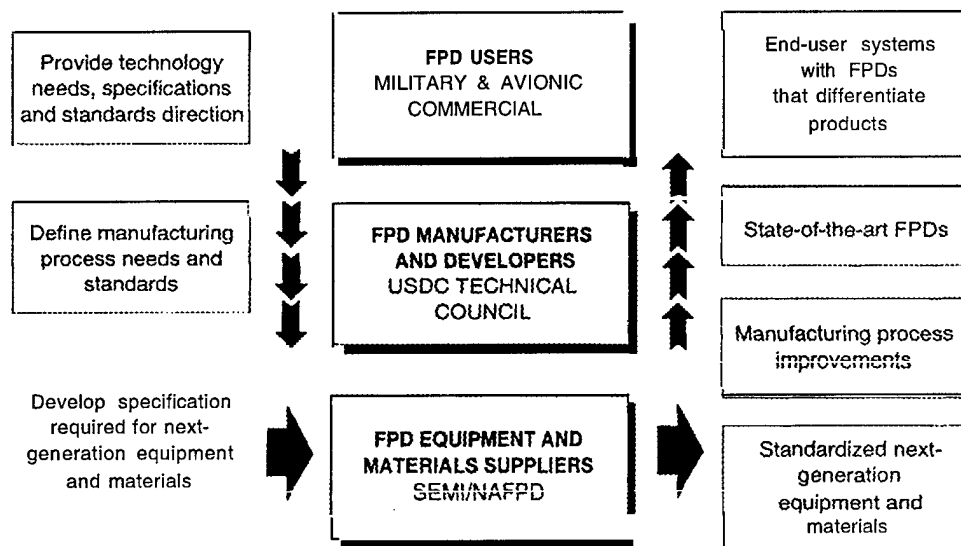 Provide technology
needs, specifications
and standards direction
FPD USERS
MILITARY & AVIONIC
COMMERCIAL
End-user systems
with FPDs
that differentiate
products
Define manufacturing
process needs and
standards
FPD MANUFACTURERS
AND DEVELOPERS
USDC TECHNICAL
COUNCIL
State-of-the-art FPDs
Manufacturing process
improvements
Develop specification
required for next-
generation equipment
and materials
FPD EQUIPMENT AND
MATERIALS SUPPLIERS
SEMI/NAFPD
Standardized next-
generation
equipment and
materials